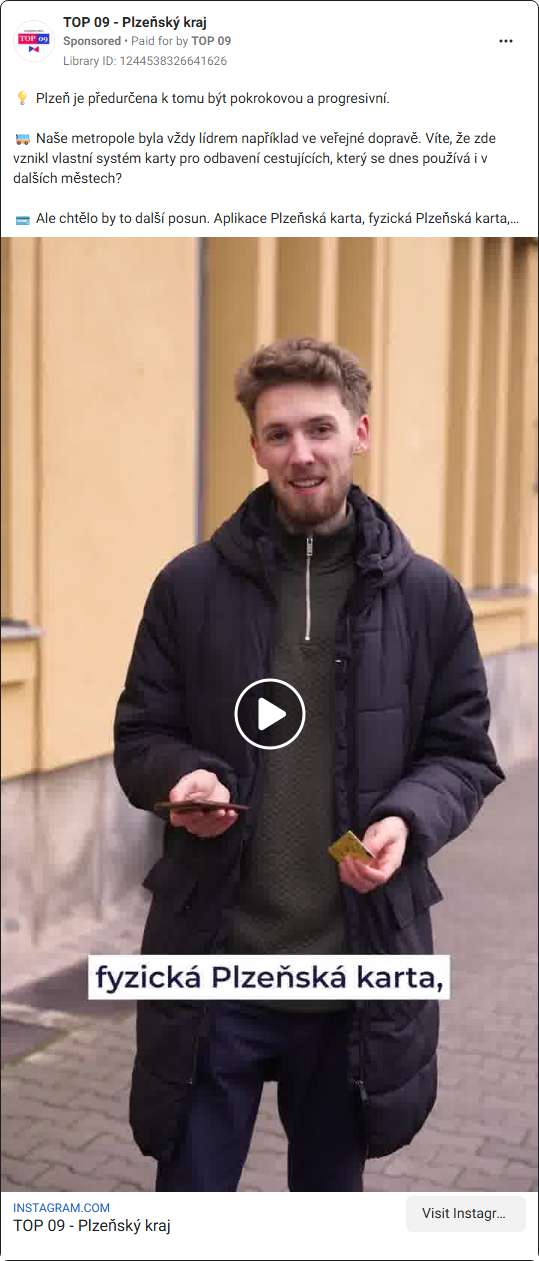 TOP 09 - Plzeňský kraj
Sponsored • Paid for by TOP 09
Library ID: 1244538326641626
TOP 09
Plzeň je předurčena k tomu být pokrokovou a progresivní.
Naše metropole byla vždy lídrem například ve veřejné dopravě. Víte, že zde
vznikl vlastní systém karty pro odbavení cestujících, který se dnes používá i v
dalších městech?
Ale chtělo by to další posun. Aplikace Plzeňská karta, fyzická Plzeňská karta,...
fyzická Plzeňská karta,
INSTAGRAM.COM
TOP 09 - Plzeňský kraj
Visit Instagr...